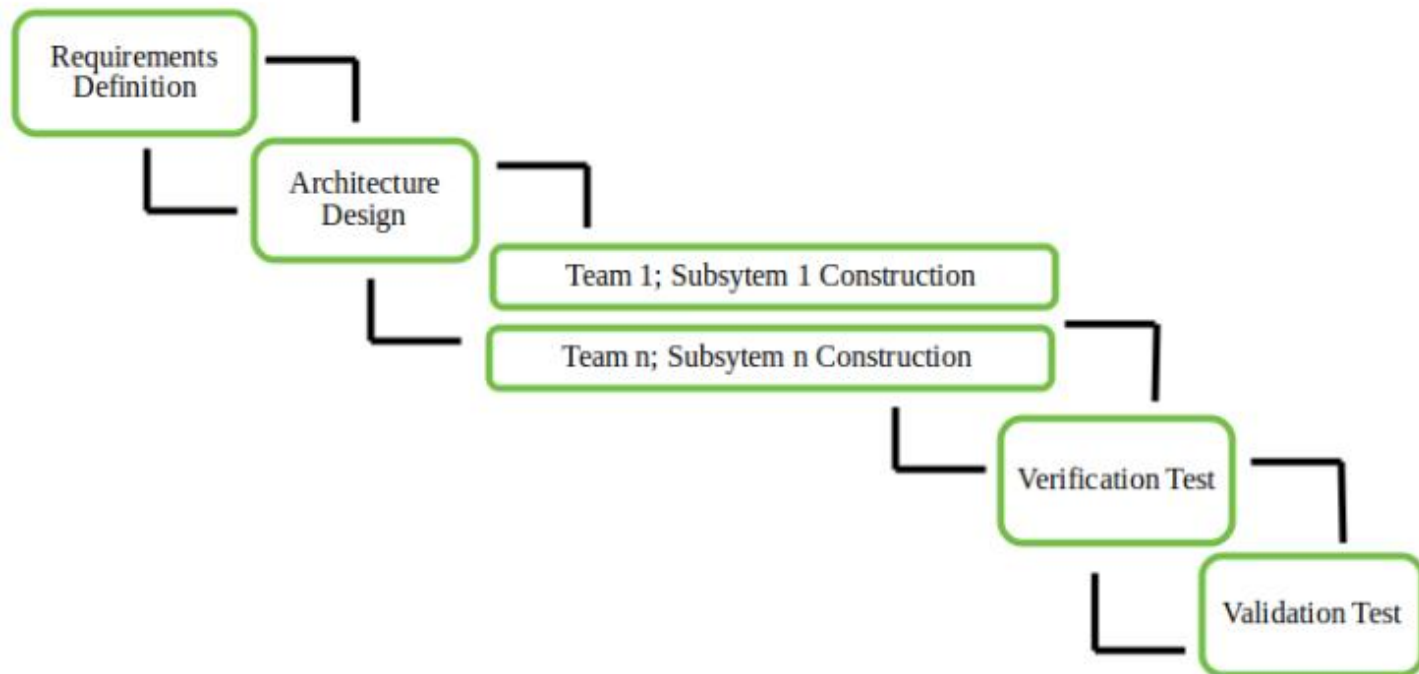 Requirements
Definition
Architecture
Design
Team 1; Subsytem 1 Construction
Team n; Subsytem n Construction
Verification Test
Validation Test